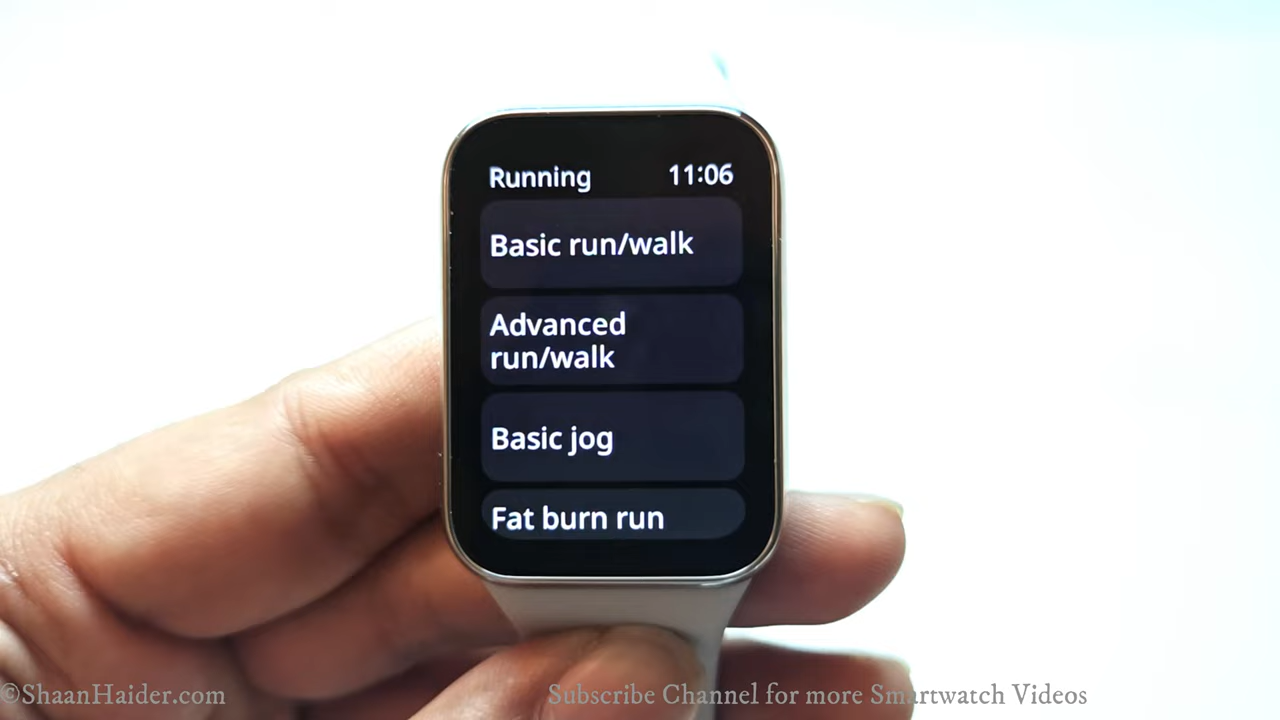 Running 11:06
Basic run/walk
Advanced
run/walk
Basic jog
Fat burn run
©ShaanHaider.com
Subscribe Channel for more Smartwatch Videos